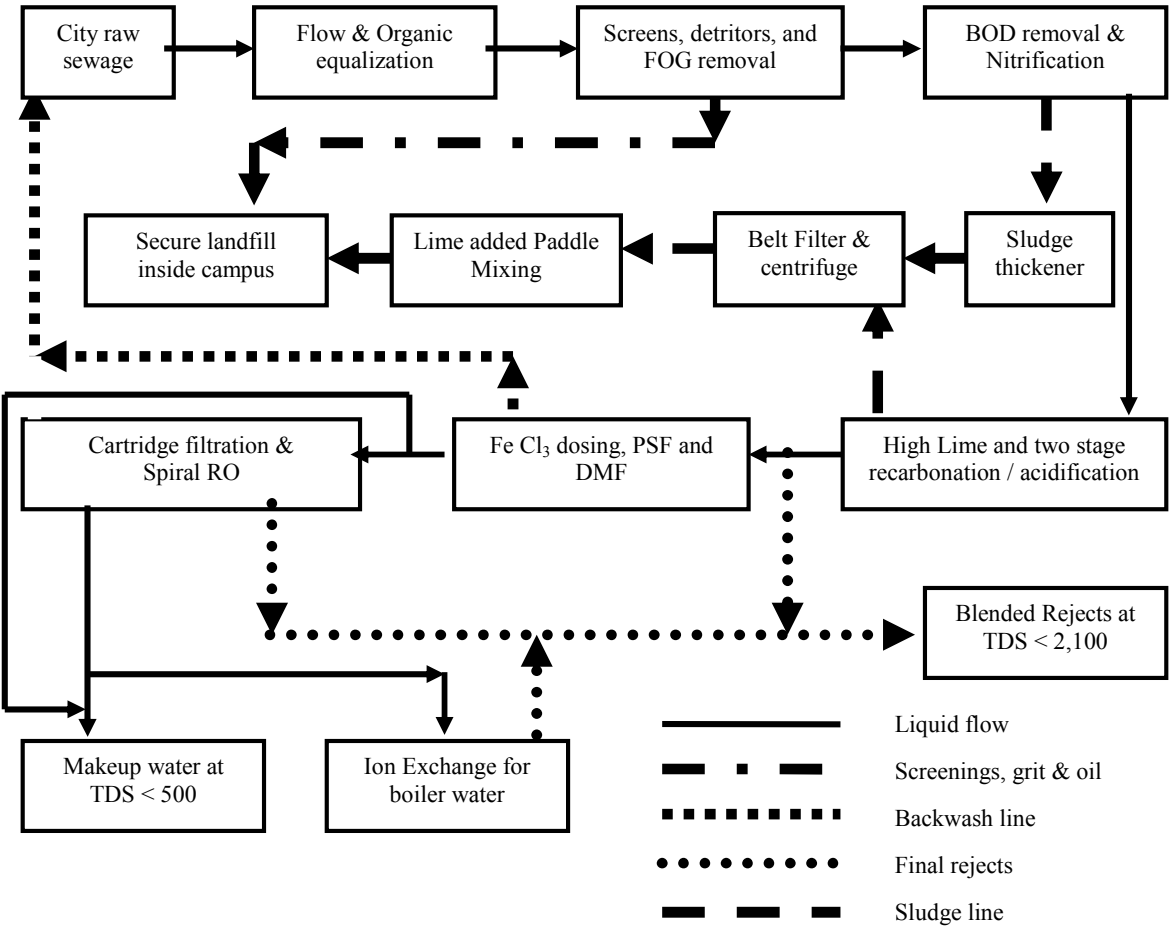 City raw
sewage
Flow & Organic
equalization
Screens, detritors, and
FOG removal
BOD removal &
Nitrification
Secure landfill
inside campus
Lime added Paddle
Mixing
Belt Filter &
centrifuge
Sludge
thickener
Cartridge filtration &
Spiral RO
Fe Cl₃ dosing, PSF and
DMF
High Lime and two stage
recarbonation / acidification
Blended Rejects at
TDS < 2,100
Makeup water at
TDS < 500
Ion Exchange for
boiler water
Liquid flow
Screenings, grit & oil
Backwash line
Final rejects
Sludge line